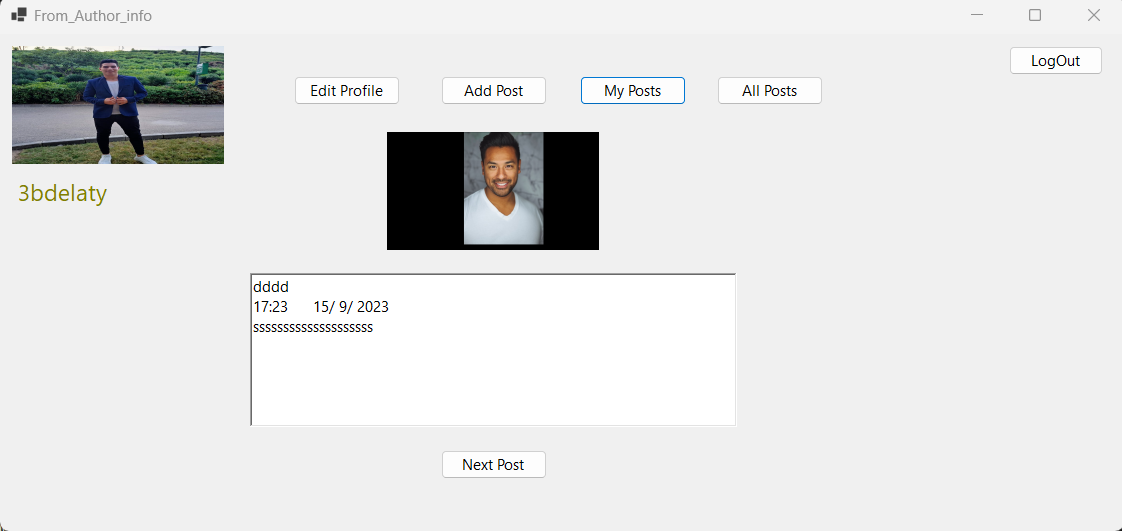 From_Author_info
LogOut
Edit Profile
Add Post
My Posts
All Posts
3bdelaty
dddd
17:23 15/ 9/ 2023
ssssssssssssssssssss
Next Post